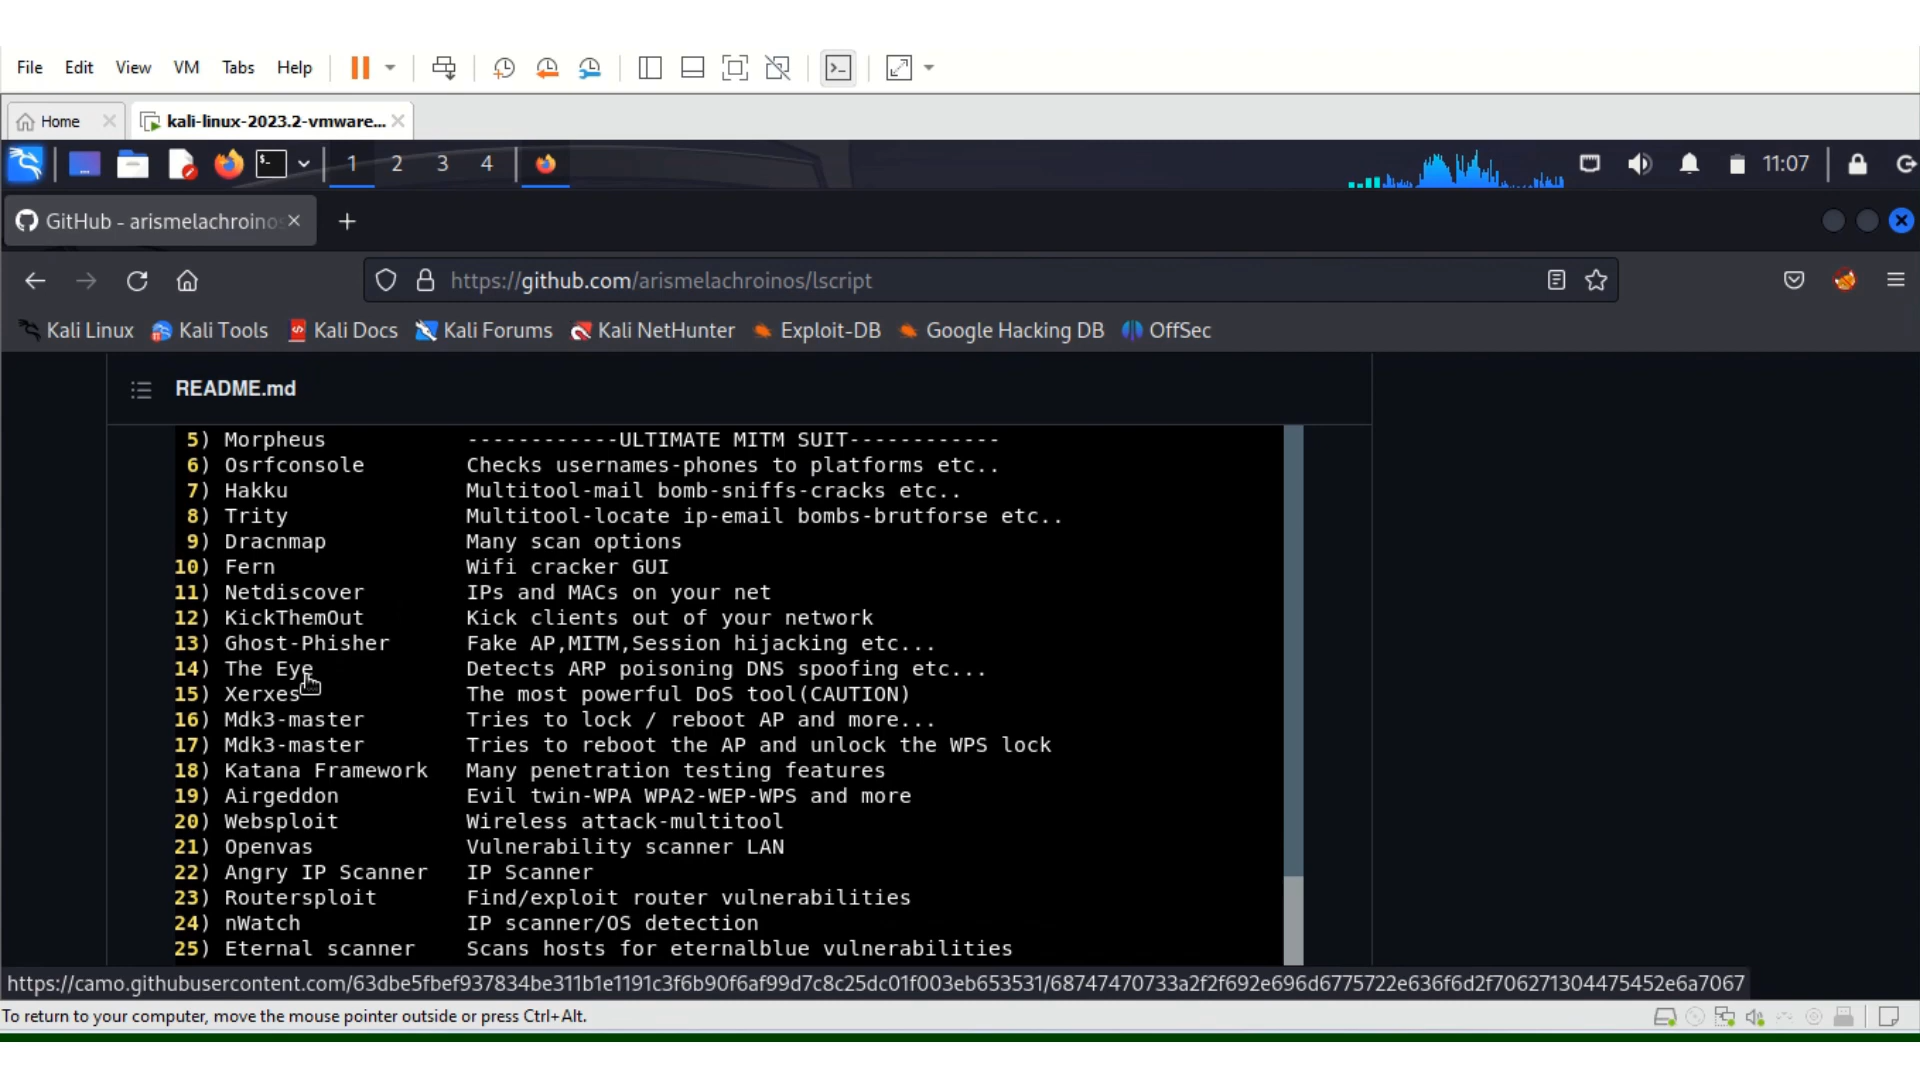 File Edit View VM Tabs Help
Home kali-linux-2023.2-vmware...
1 2 3 4 11:07
GitHub - arismelachroino
https://github.com/arismelachroinos/lscript
Kali Linux Kali Tools Kali Docs Kali Forums Kali NetHunter Exploit-DB Google Hacking DB OffSec
README.md
5) Morpheus ------------ULTIMATE MITM SUIT------------
6) Osrfconsole Checks usernames-phones to platforms etc..
7) Hakku Multitool-mail bomb-sniffs-cracks etc..
8) Trity Multitool-locate ip-email bombs-brutforse etc..
9) Dracnmap Many scan options
10) Fern Wifi cracker GUI
11) Netdiscover IPs and MACs on your net
12) KickThemOut Kick clients out of your network
13) Ghost-Phisher Fake AP,MITM,Session hijacking etc...
14) The Eye Detects ARP poisoning DNS spoofing etc...
15) Xerxes The most powerful DoS tool(CAUTION)
16) Mdk3-master Tries to lock / reboot AP and more...
17) Mdk3-master Tries to reboot the AP and unlock the WPS lock
18) Katana Framework Many penetration testing features
19) Airgeddon Evil twin-WPA WPA2-WEP-WPS and more
20) Websploit Wireless attack-multitool
21) Openvas Vulnerability scanner LAN
22) Angry IP Scanner IP Scanner
23) Routersploit Find/exploit router vulnerabilities
24) nWatch IP scanner/OS detection
25) Eternal scanner Scans hosts for eternalblue vulnerabilities
https://camo.githubusercontent.com/63dbe5fbef937834be311b1e1191c3f6b90f6af99d7c8c25dc01f003eb653531/68747470733a2f2f692e696d6775722e636f6d2f706271304475452e6a7067
To return to your computer, move the mouse pointer outside or press Ctrl+Alt.